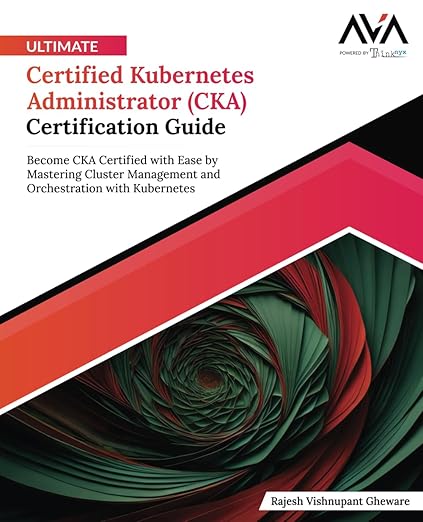 ULTIMATE
Certified Kubernetes
Administrator (CKA)
Certification Guide
Become CKA Certified with Ease by
Mastering Cluster Management and
Orchestration with Kubernetes
AVA
POWERED BY Thinknyx
Rajesh Vishnupant Gheware